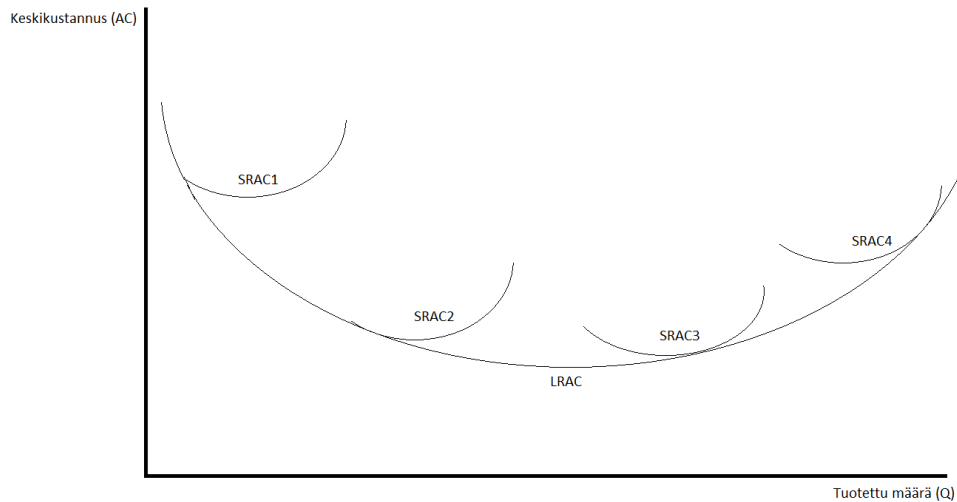 Keskikustannus (AC)
SRAC1
SRAC4
SRAC2
SRAC3
LRAC
Tuotettu määrä (Q)